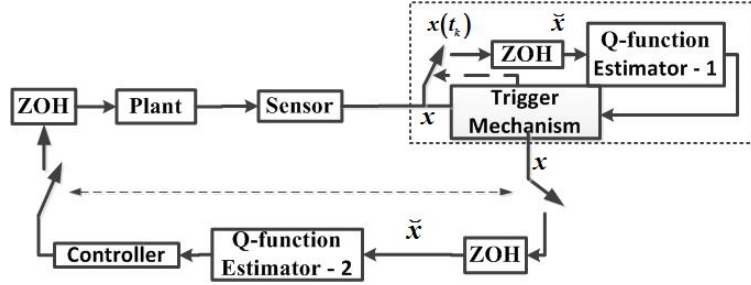 x(t_k)
x̆
ZOH
Q-function
Estimator - 1
ZOH
Plant
Sensor
x
Trigger
Mechanism
x
Controller
Q-function
Estimator - 2
x̆
ZOH